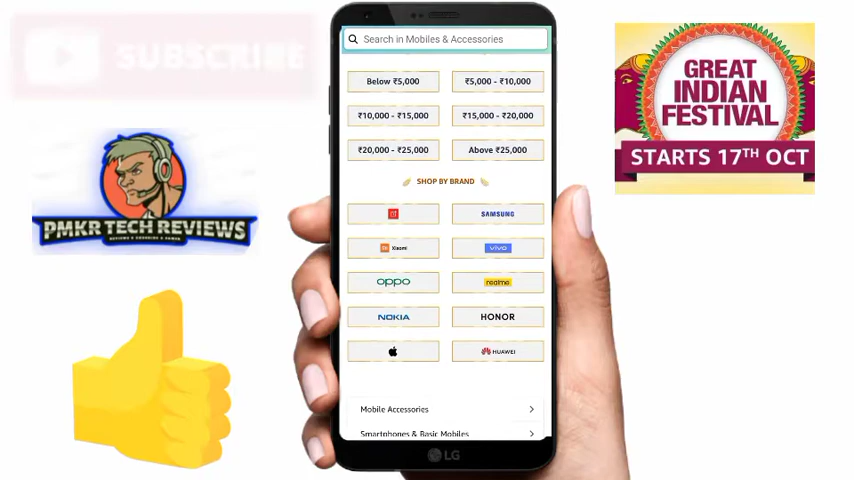 SUBSCRIBE
Search in Mobiles & Accessories
Below ₹5,000
₹5,000 - ₹10,000
₹10,000 - ₹15,000
₹15,000 - ₹20,000
₹20,000 - ₹25,000
Above ₹25,000
SHOP BY BRAND
SAMSUNG
Xiaomi
vivo
oppo
realme
NOKIA
HONOR
HUAWEI
Mobile Accessories
Smartphones & Basic Mobiles
LG
GREAT
INDIAN
FESTIVAL
STARTS 17TH OCT
PMKR TECH REVIEWS